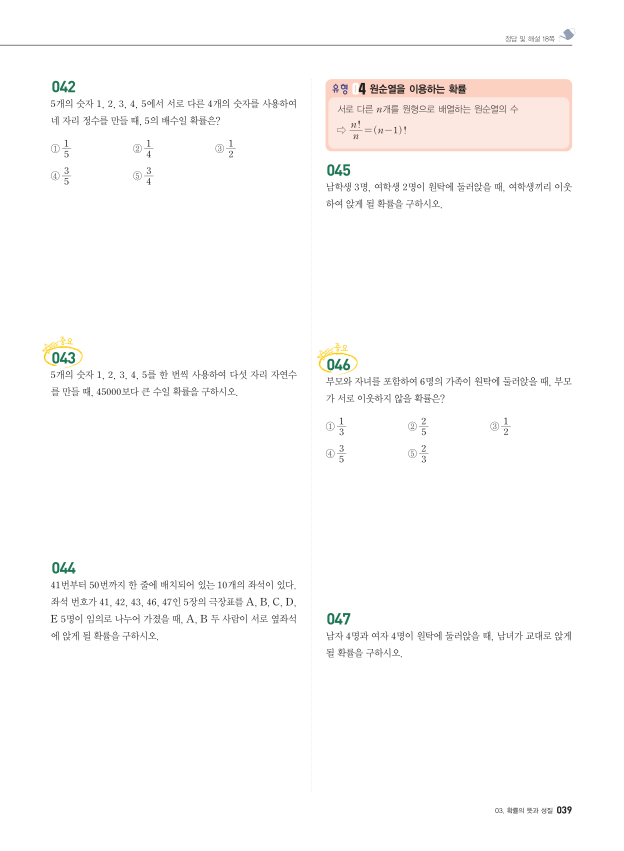 정답 및 해설 18쪽
042
5개의 숫자 1, 2, 3, 4, 5에서 서로 다른 4개의 숫자를 사용하여
네 자리 정수를 만들 때, 5의 배수일 확률은?
① 1/5 ② 1/4 ③ 1/2
④ 3/5 ⑤ 3/4
중요
043
5개의 숫자 1, 2, 3, 4, 5를 한 번씩 사용하여 다섯 자리 자연수
를 만들 때, 45000보다 큰 수일 확률을 구하시오.
044
41번부터 50번까지 한 줄에 배치되어 있는 10개의 좌석이 있다.
좌석 번호가 41, 42, 43, 46, 47인 5장의 극장표를 A, B, C, D,
E 5명이 임의로 나누어 가졌을 때, A, B 두 사람이 서로 옆좌석
에 앉게 될 확률을 구하시오.
유형 04 원순열을 이용하는 확률
서로 다른 n개를 원형으로 배열하는 원순열의 수
⇨ n!/n=(n-1)!
045
남학생 3명, 여학생 2명이 원탁에 둘러앉을 때, 여학생끼리 이웃
하여 앉게 될 확률을 구하시오.
중요
046
부모와 자녀를 포함하여 6명의 가족이 원탁에 둘러앉을 때, 부모
가 서로 이웃하지 않을 확률은?
① 1/3 ② 2/5 ③ 1/2
④ 3/5 ⑤ 2/3
047
남자 4명과 여자 4명이 원탁에 둘러앉을 때, 남녀가 교대로 앉게
될 확률을 구하시오.
03. 확률의 뜻과 성질 039